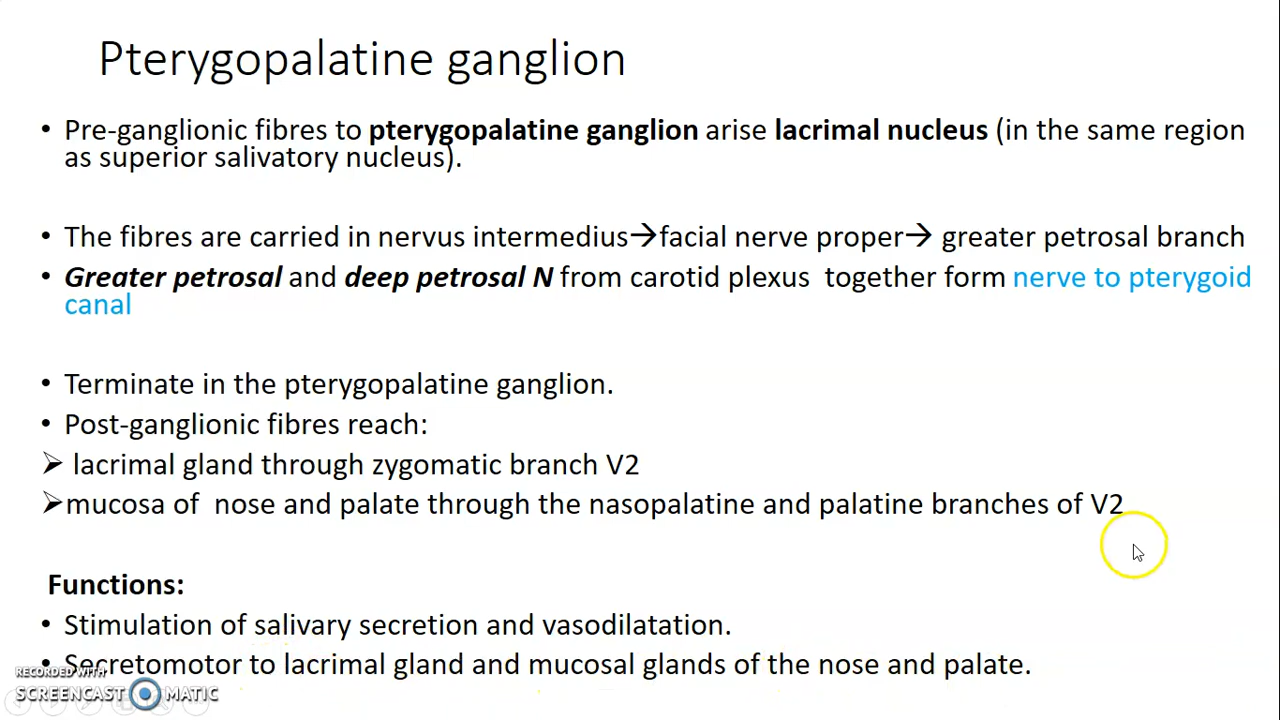 Pterygopalatine ganglion
• Pre-ganglionic fibres to pterygopalatine ganglion arise lacrimal nucleus (in the same region
as superior salivatory nucleus).
• The fibres are carried in nervus intermedius→facial nerve proper→ greater petrosal branch
• Greater petrosal and deep petrosal N from carotid plexus together form nerve to pterygoid
canal
• Terminate in the pterygopalatine ganglion.
• Post-ganglionic fibres reach:
➢ lacrimal gland through zygomatic branch V2
➢mucosa of nose and palate through the nasopalatine and palatine branches of V2
Functions:
• Stimulation of salivary secretion and vasodilatation.
• Secretomotor to lacrimal gland and mucosal glands of the nose and palate.
RECORDED WITH
SCREENCAST MATIC